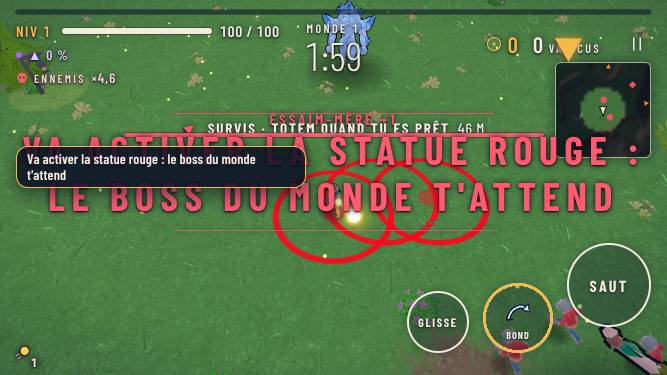 NIV 1
100 / 100
MONDE 1
1:59
0 %
ENNEMIS ×4,6
0
0
ESSAIM-MÈRE +1
SURVIS · TOTEM QUAND TU ES PRÊT 46 M
VA ACTIVER LA STATUE ROUGE :
LE BOSS DU MONDE T'ATTEND
Va activer la statue rouge : le boss du monde
t'attend
SAUT
GLISSE
BOND
1